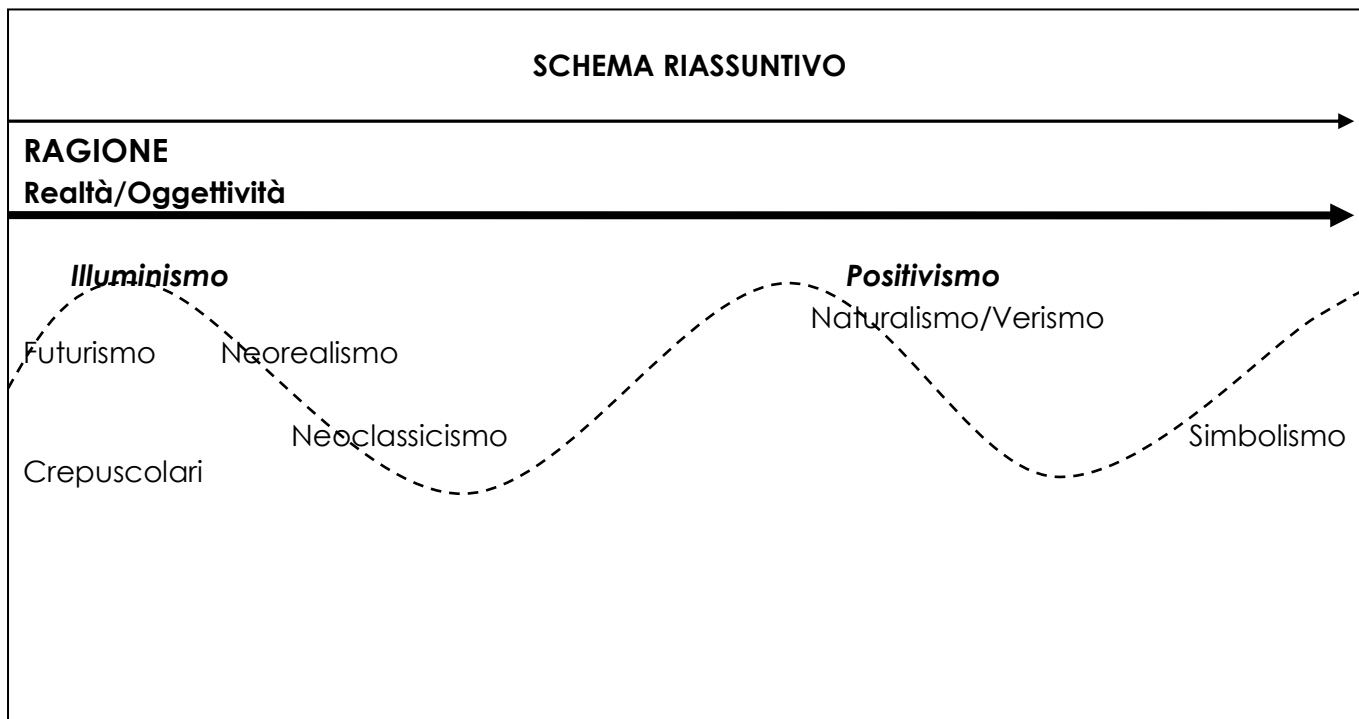 SCHEMA RIASSUNTIVO
RAGIONE
Realtà/Oggettività
Illuminismo Positivismo
Naturalismo/Verismo
Futurismo Neorealismo
Neoclassicismo Simbolismo
Crepuscolari